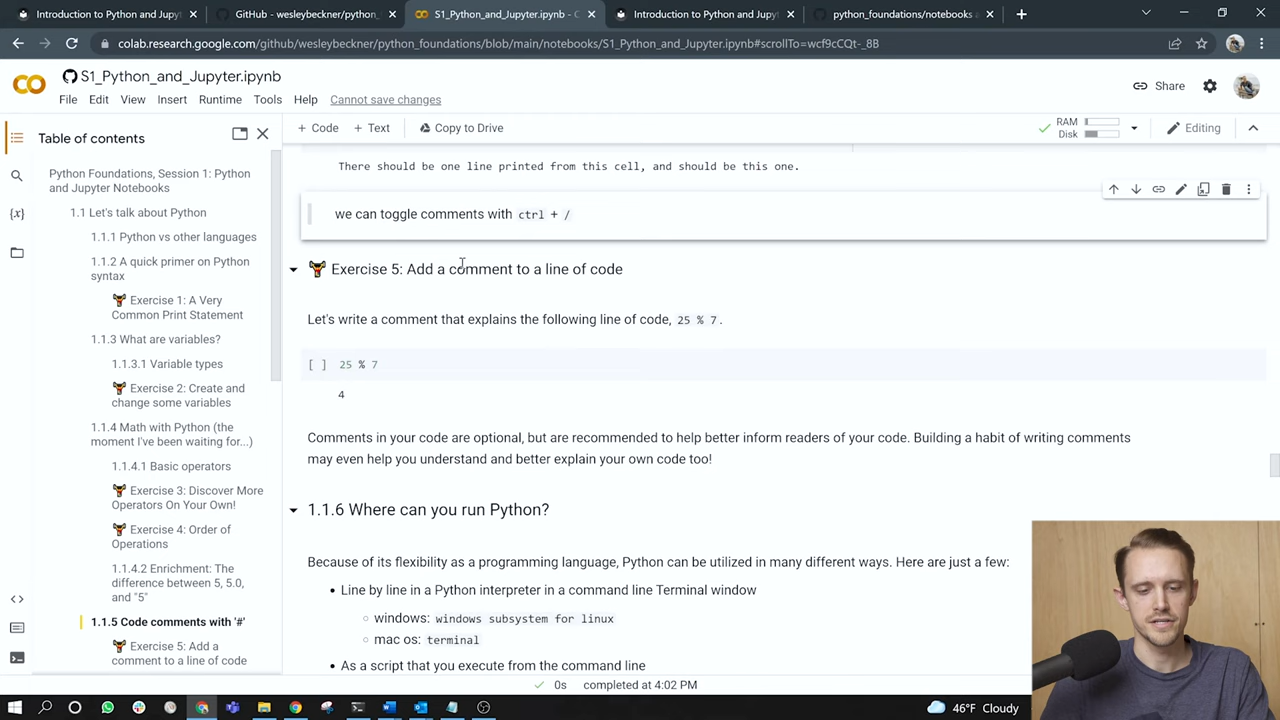 Introduction to Python and Jupy
GitHub - wesleybeckner/python_
S1_Python_and_Jupyter.ipynb - C
Introduction to Python and Jupy
python_foundations/notebooks
colab.research.google.com/github/wesleybeckner/python_foundations/blob/main/notebooks/S1_Python_and_Jupyter.ipynb#scrollTo=wcf9cCQt-_8B
S1_Python_and_Jupyter.ipynb
File Edit View Insert Runtime Tools Help Cannot save changes
Share
+ Code + Text Copy to Drive
RAM
Disk
Editing
Table of contents
Python Foundations, Session 1: Python
and Jupyter Notebooks
1.1 Let's talk about Python
1.1.1 Python vs other languages
1.1.2 A quick primer on Python
syntax
Exercise 1: A Very
Common Print Statement
1.1.3 What are variables?
1.1.3.1 Variable types
Exercise 2: Create and
change some variables
1.1.4 Math with Python (the
moment I've been waiting for...)
1.1.4.1 Basic operators
Exercise 3: Discover More
Operators On Your Own!
Exercise 4: Order of
Operations
1.1.4.2 Enrichment: The
difference between 5, 5.0,
and "5"
1.1.5 Code comments with '#'
Exercise 5: Add a
comment to a line of code
There should be one line printed from this cell, and should be this one.
we can toggle comments with ctrl + /
Exercise 5: Add a comment to a line of code
Let's write a comment that explains the following line of code, 25 % 7.
[ ] 25 % 7
4
Comments in your code are optional, but are recommended to help better inform readers of your code. Building a habit of writing comments
may even help you understand and better explain your own code too!
1.1.6 Where can you run Python?
Because of its flexibility as a programming language, Python can be utilized in many different ways. Here are just a few:
• Line by line in a Python interpreter in a command line Terminal window
windows: windows subsystem for linux
mac os: terminal
• As a script that you execute from the command line
0s completed at 4:02 PM
46°F Cloudy